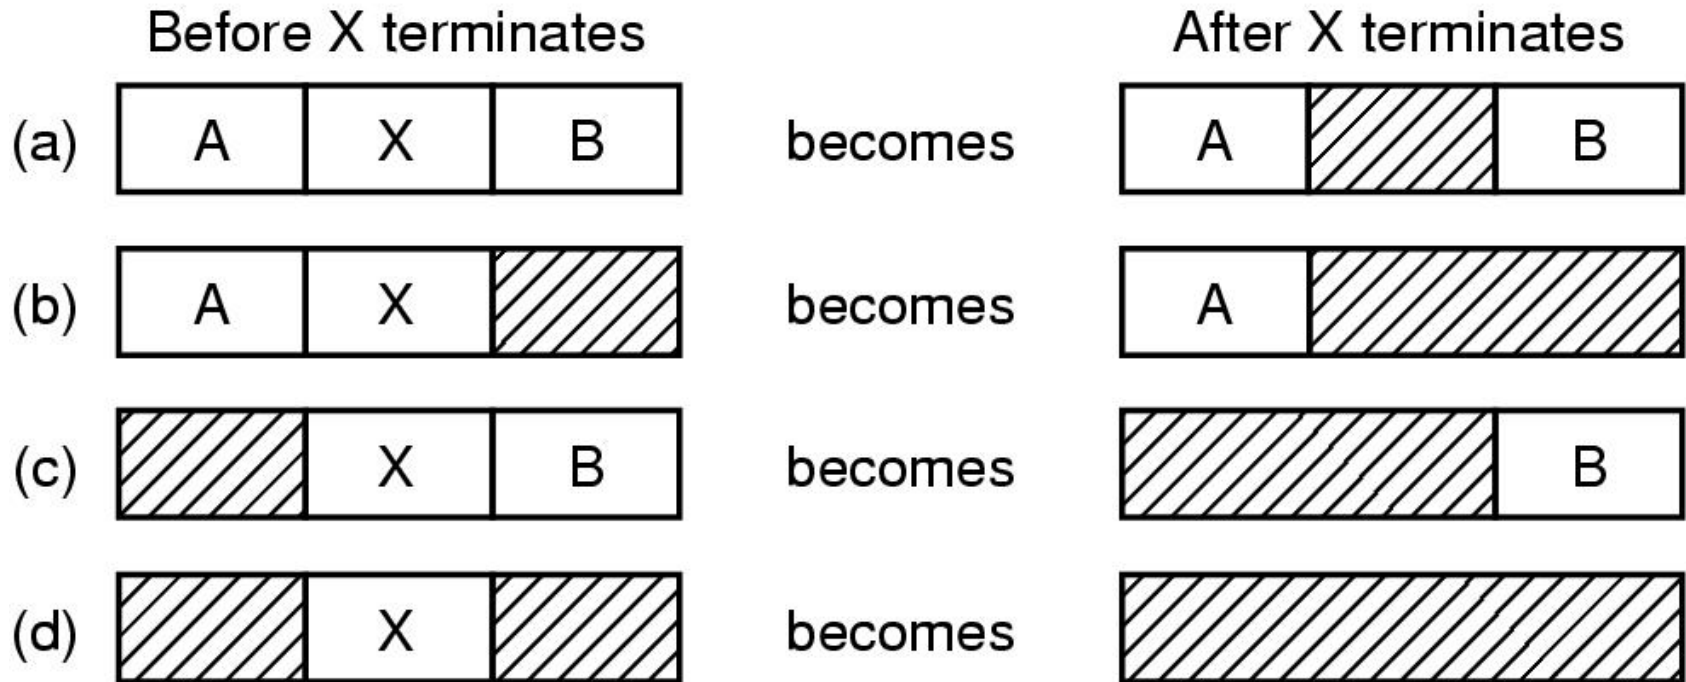 Before X terminates After X terminates
(a) A X B becomes A B
(b) A X becomes A
(c) X B becomes B
(d) X becomes